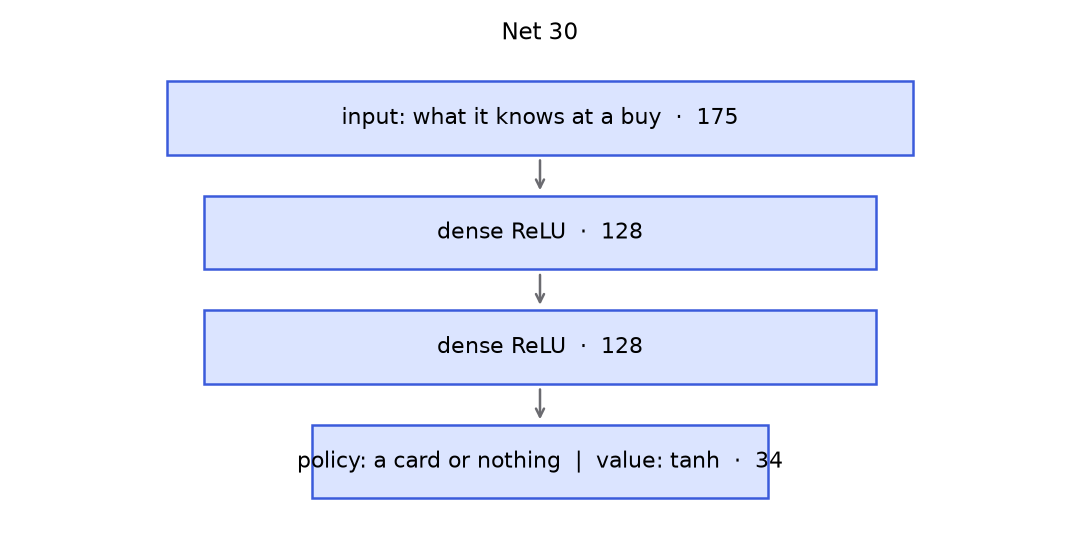 Net 30
input: what it knows at a buy · 175
dense ReLU · 128
dense ReLU · 128
policy: a card or nothing | value: tanh · 34